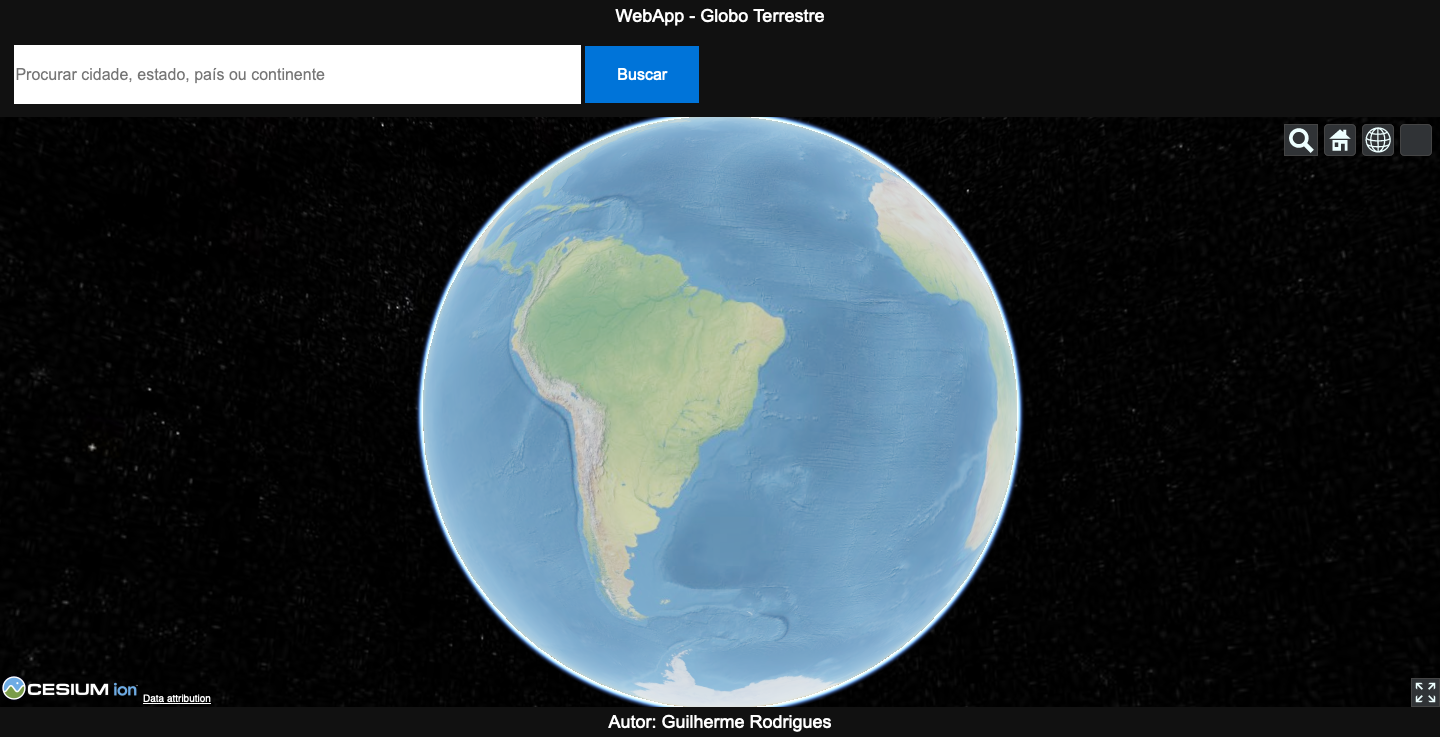 WebApp - Globo Terrestre
Procurar cidade, estado, país ou continente
Buscar
CESIUM ion
Data attribution
Autor: Guilherme Rodrigues